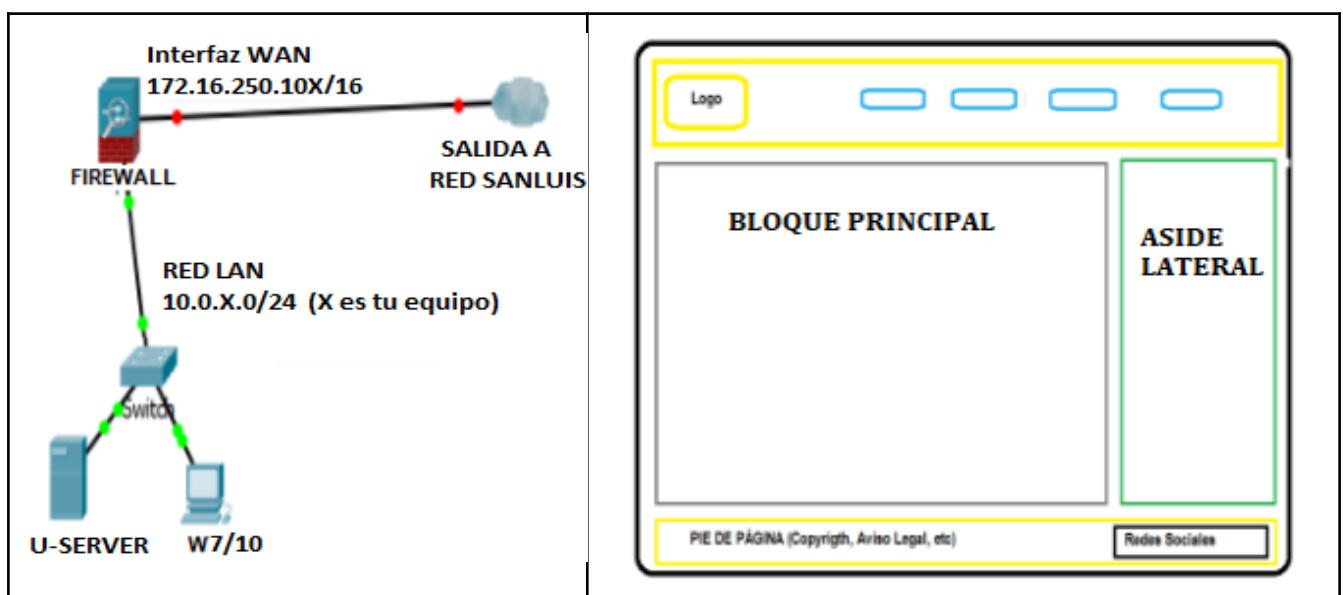 Interfaz WAN
172.16.250.10X/16
SALIDA A
RED SANLUIS
FIREWALL
RED LAN
10.0.X.0/24 (X es tu equipo)
Switch
U-SERVER
W7/10
Logo
BLOQUE PRINCIPAL
ASIDE
LATERAL
PIE DE PÀGINA (Copyrigth, Aviso Legal, etc)
Redes Sociales